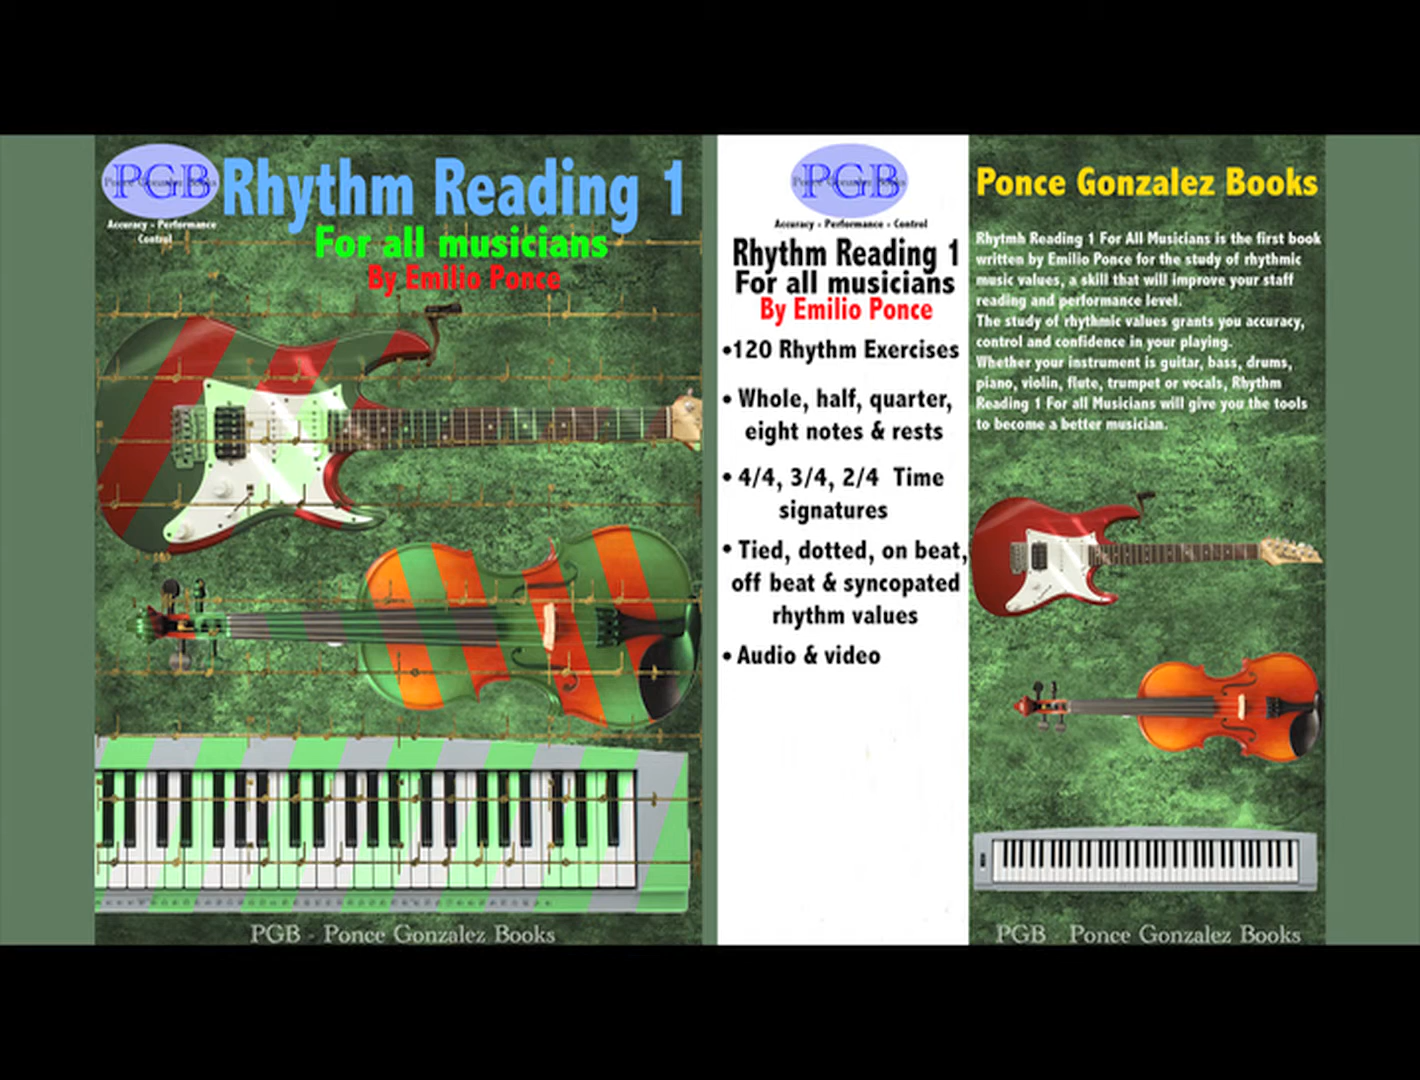 PGB
Ponce Gonzalez Books
Accuracy - Performance
Control
Rhythm Reading 1
For all musicians
By Emilio Ponce
PGB - Ponce Gonzalez Books
PGB
Ponce Gonzalez Books
Accuracy - Performance - Control
Rhythm Reading 1
For all musicians
By Emilio Ponce
•120 Rhythm Exercises
• Whole, half, quarter,
eight notes & rests
• 4/4, 3/4, 2/4 Time
signatures
• Tied, dotted, on beat,
off beat & syncopated
rhythm values
• Audio & video
Ponce Gonzalez Books
Rhytmh Reading 1 For All Musicians is the first book
written by Emilio Ponce for the study of rhythmic
music values, a skill that will improve your staff
reading and performance level.
The study of rhythmic values grants you accuracy,
control and confidence in your playing.
Whether your instrument is guitar, bass, drums,
piano, violin, flute, trumpet or vocals, Rhythm
Reading 1 For all Musicians will give you the tools
to become a better musician.
PGB Ponce Gonzalez Books